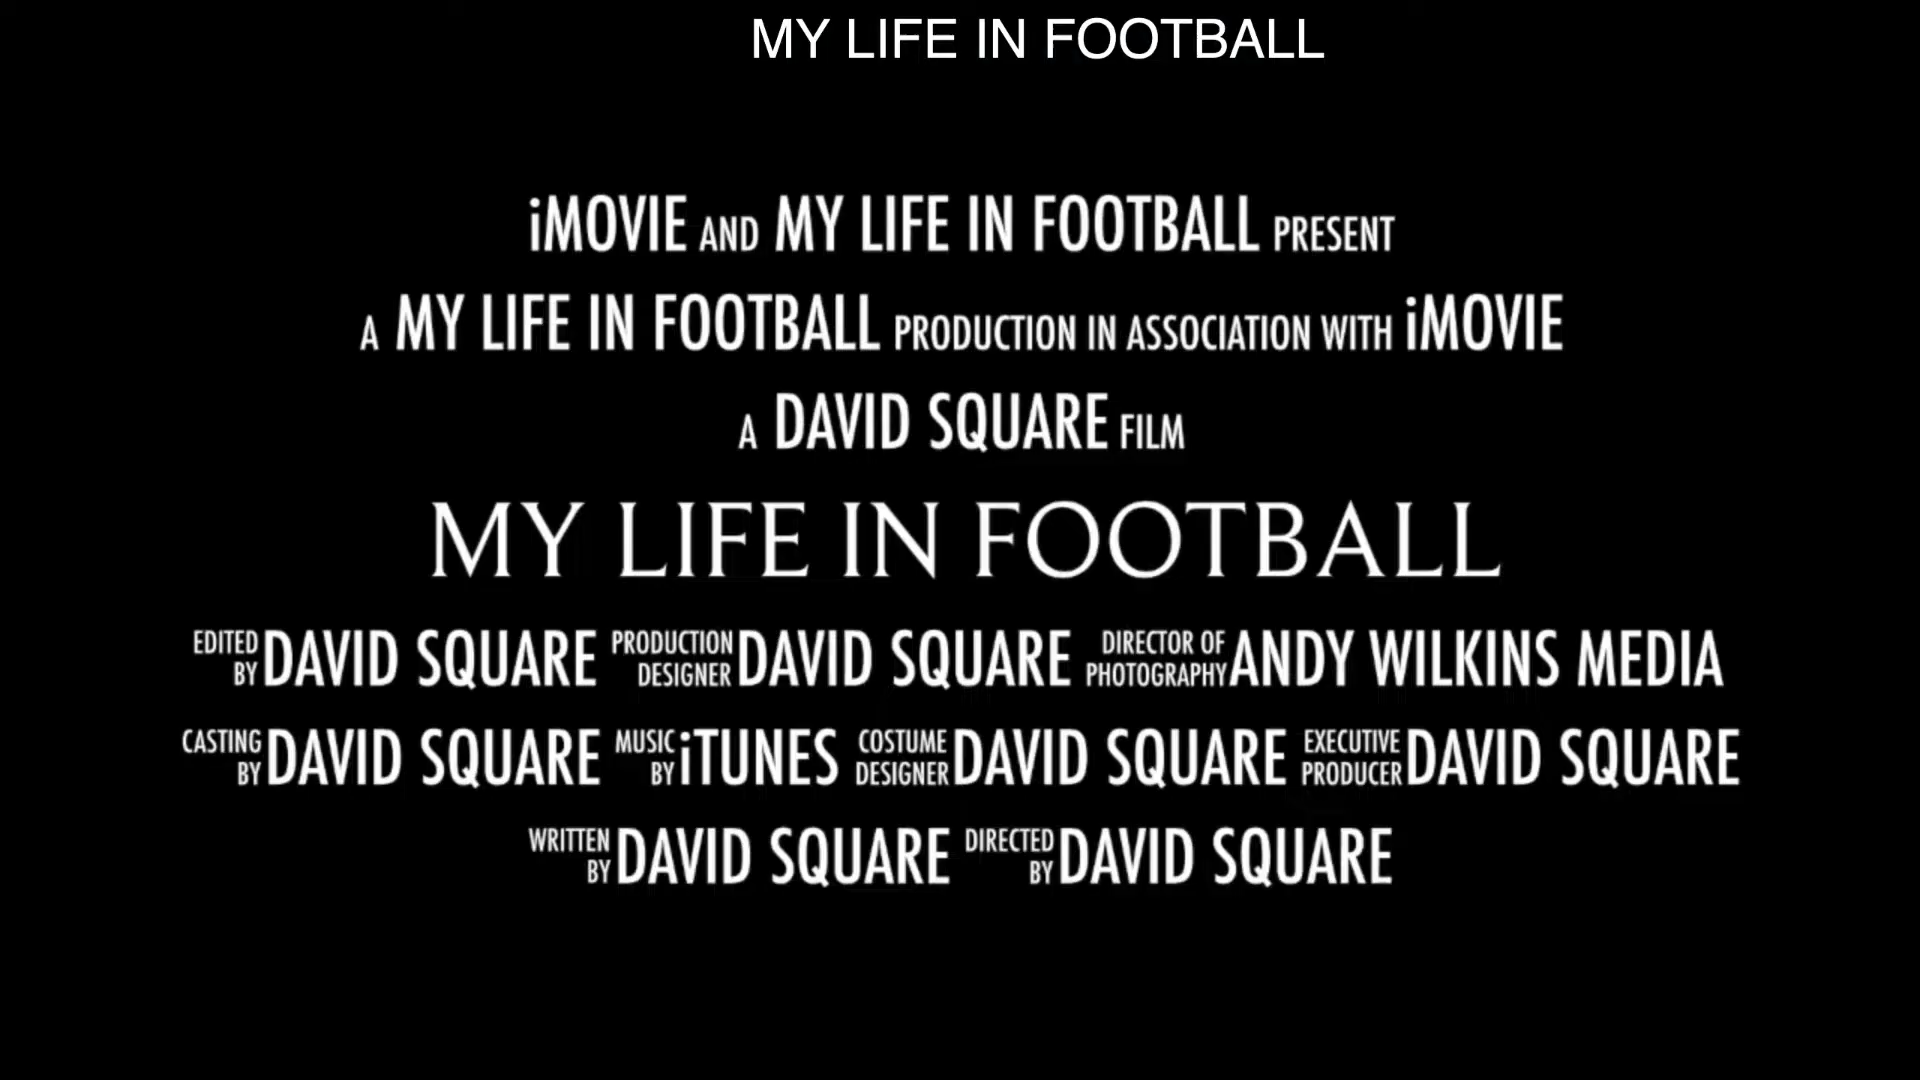 MY LIFE IN FOOTBALL
iMOVIE AND MY LIFE IN FOOTBALL PRESENT
A MY LIFE IN FOOTBALL PRODUCTION IN ASSOCIATION WITH iMOVIE
A DAVID SQUARE FILM
MY LIFE IN FOOTBALL
EDITED BY DAVID SQUARE PRODUCTION DESIGNER DAVID SQUARE DIRECTOR OF PHOTOGRAPHY ANDY WILKINS MEDIA
CASTING BY DAVID SQUARE MUSIC BY iTUNES COSTUME DESIGNER DAVID SQUARE EXECUTIVE PRODUCER DAVID SQUARE
WRITTEN BY DAVID SQUARE DIRECTED BY DAVID SQUARE